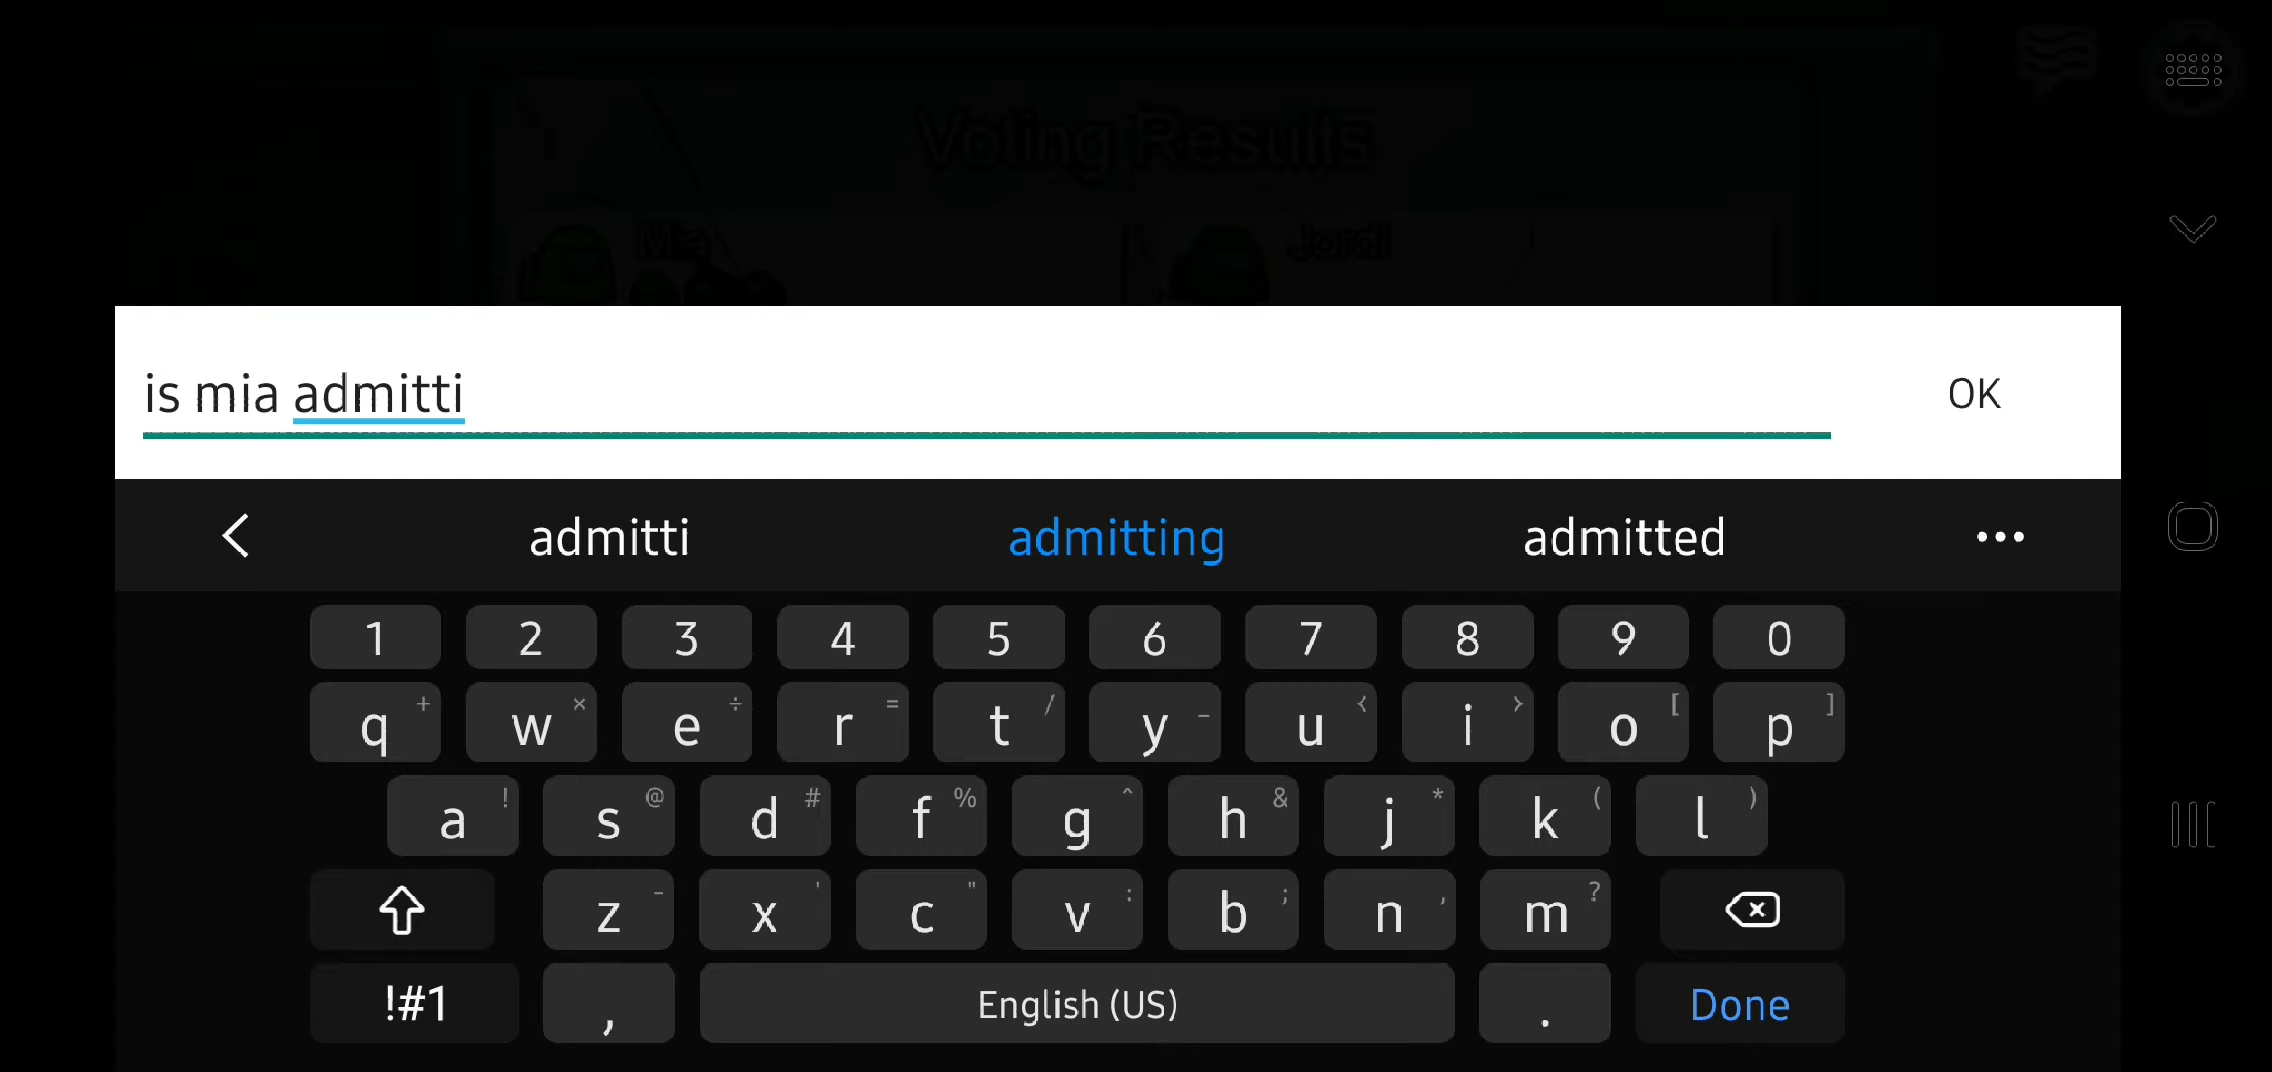 Voting Results
Mia Jordi
is mia admitti OK
admitti admitting admitted
1 2 3 4 5 6 7 8 9 0
q + w × e ÷ r = t / y _ u < i > o [ p ]
a ! s @ d # f % g ^ h & j * k ( l )
z - x ' c " v : b ; n , m ?
!#1 , English (US) . Done